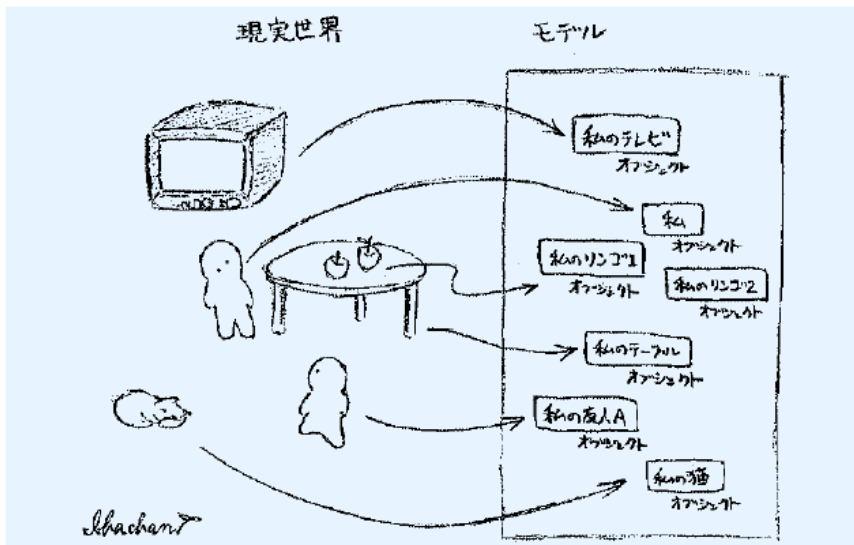 現実世界
モデル
私のテレビ
オブジェクト
私
オブジェクト
私のリンゴ1
オブジェクト
私のリンゴ2
オブジェクト
私のテーブル
オブジェクト
私の友人A
オブジェクト
私の猫
オブジェクト